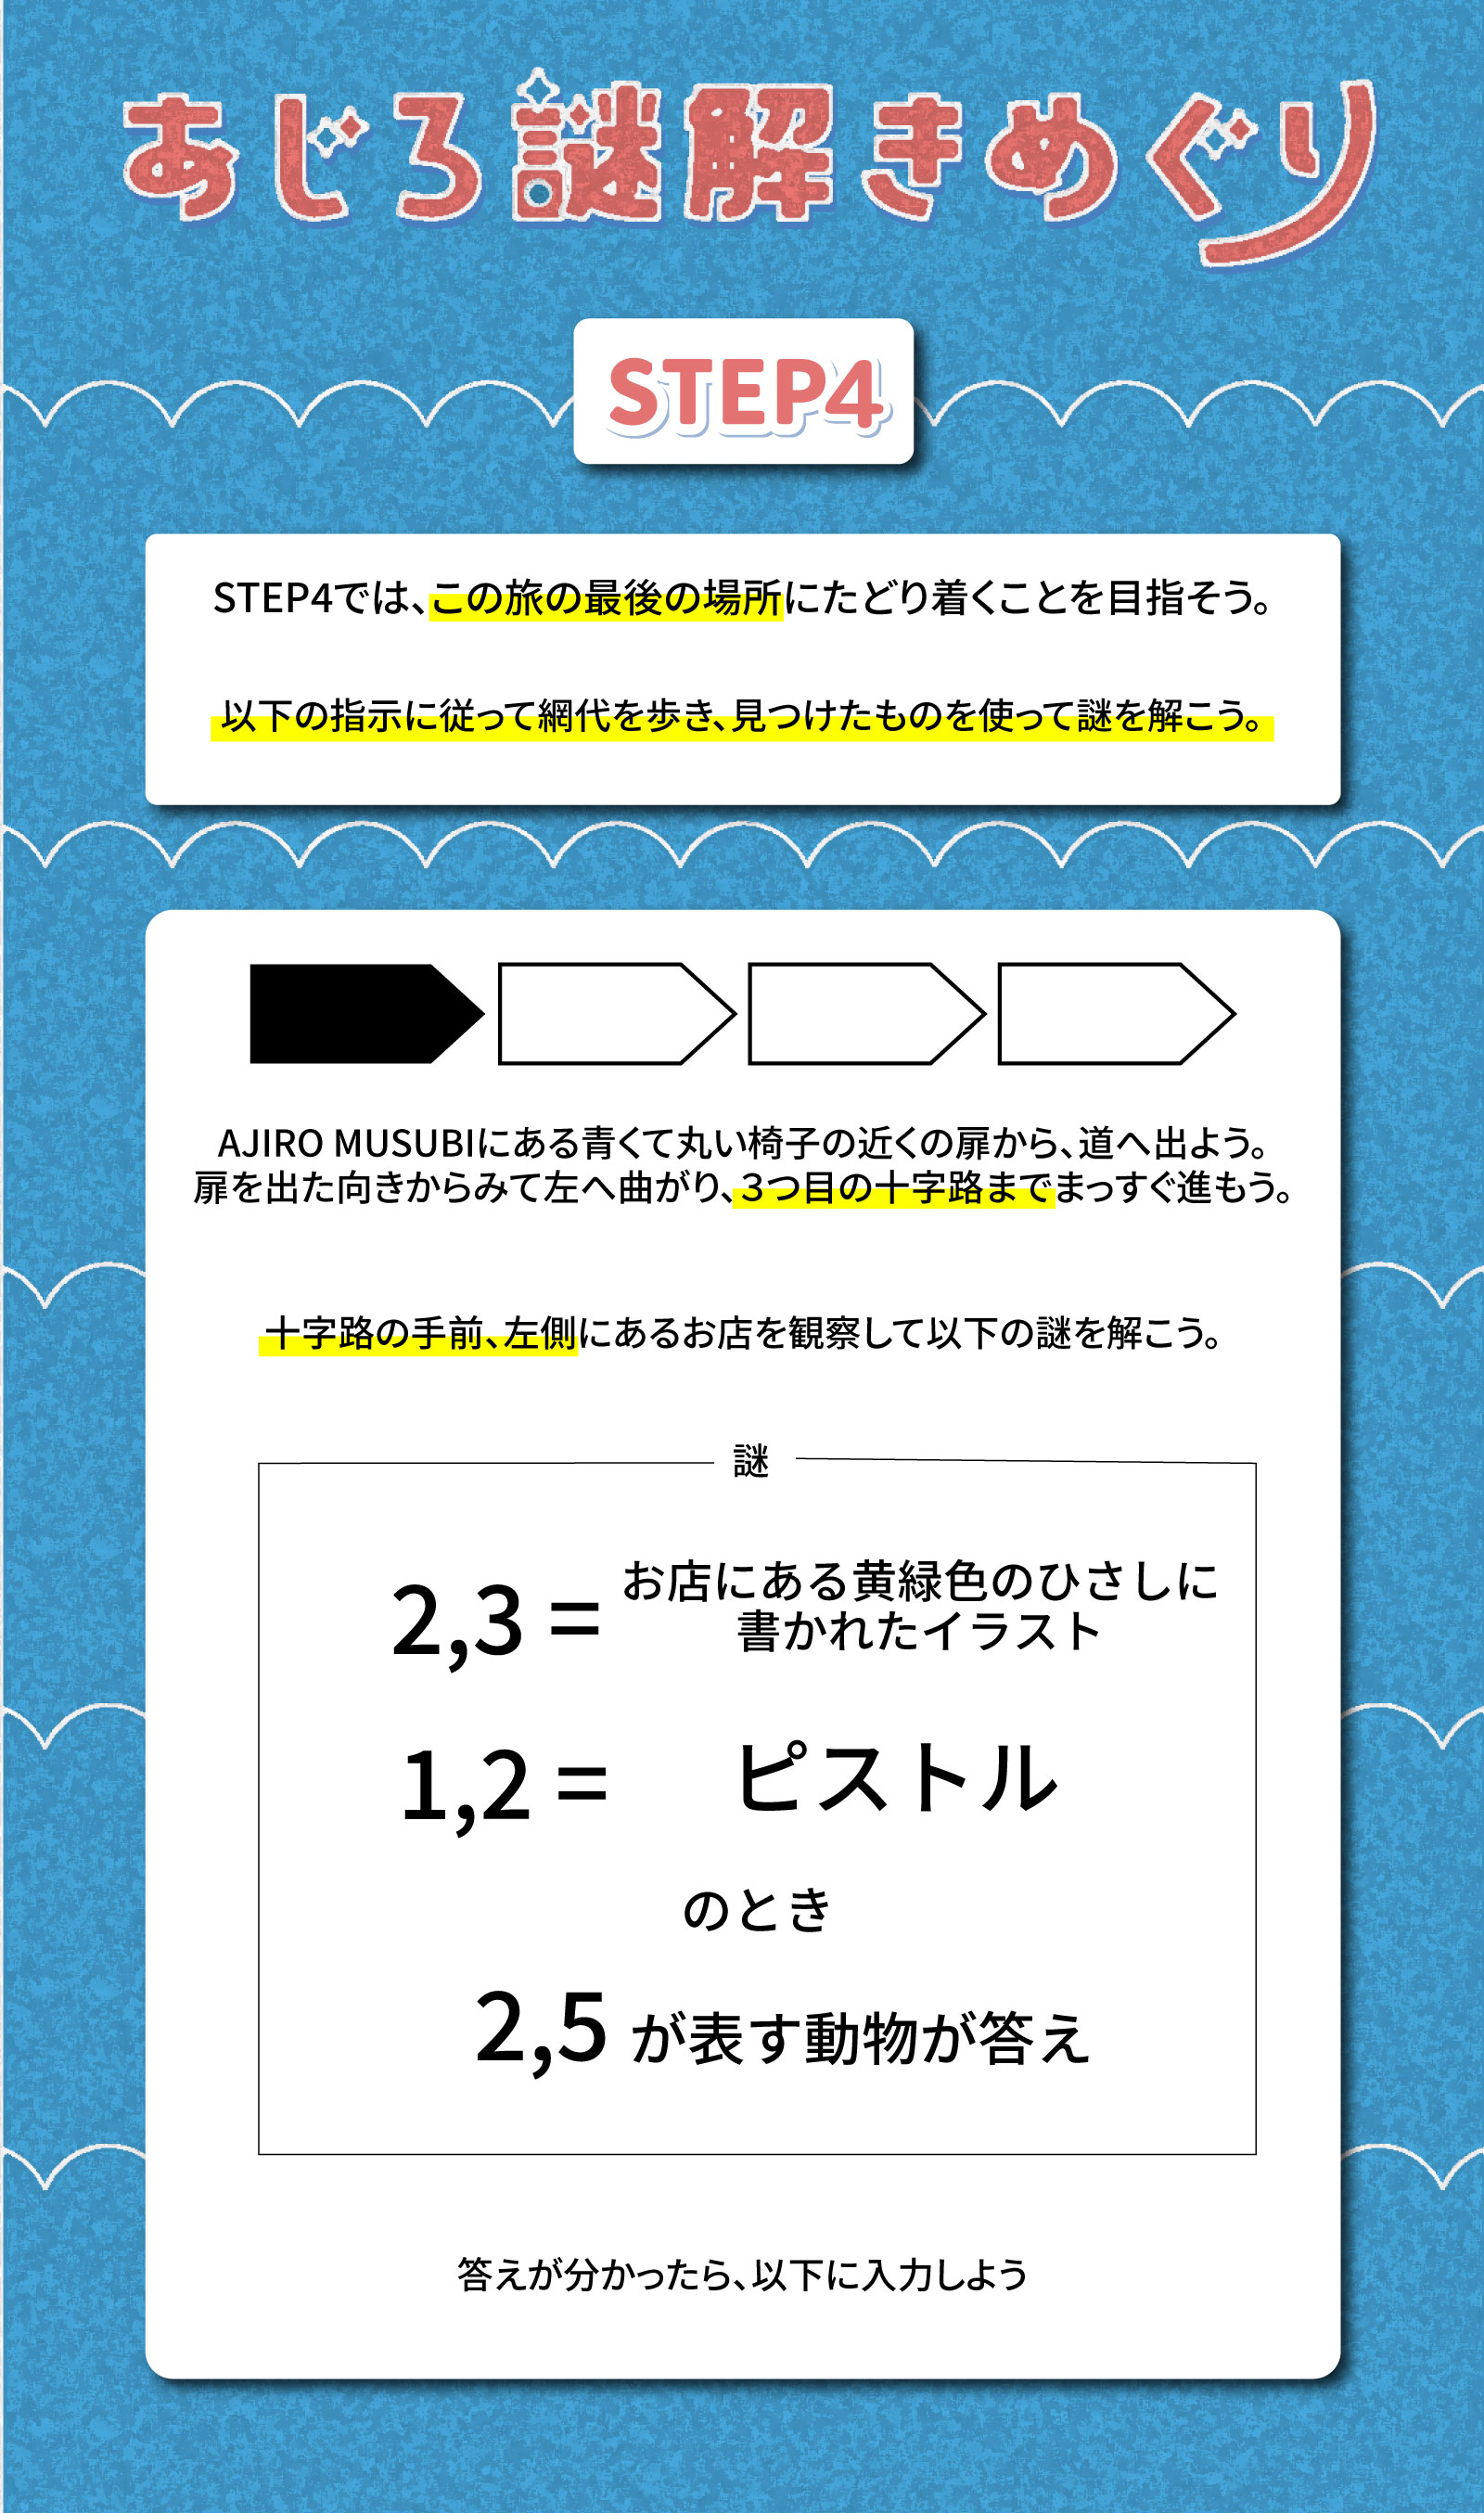 あじろ謎解きめぐり
STEP4
STEP4では、この旅の最後の場所にたどり着くことを目指そう。
以下の指示に従って網代を歩き、見つけたものを使って謎を解こう。
AJIRO MUSUBIにある青くて丸い椅子の近くの扉から、道へ出よう。
扉を出た向きからみて左へ曲がり、３つ目の十字路までまっすぐ進もう。
十字路の手前、左側にあるお店を観察して以下の謎を解こう。
謎
2,3 = お店にある黄緑色のひさしに
書かれたイラスト
1,2 = ピストル
のとき
2,5 が表す動物が答え
答えが分かったら、以下に入力しよう